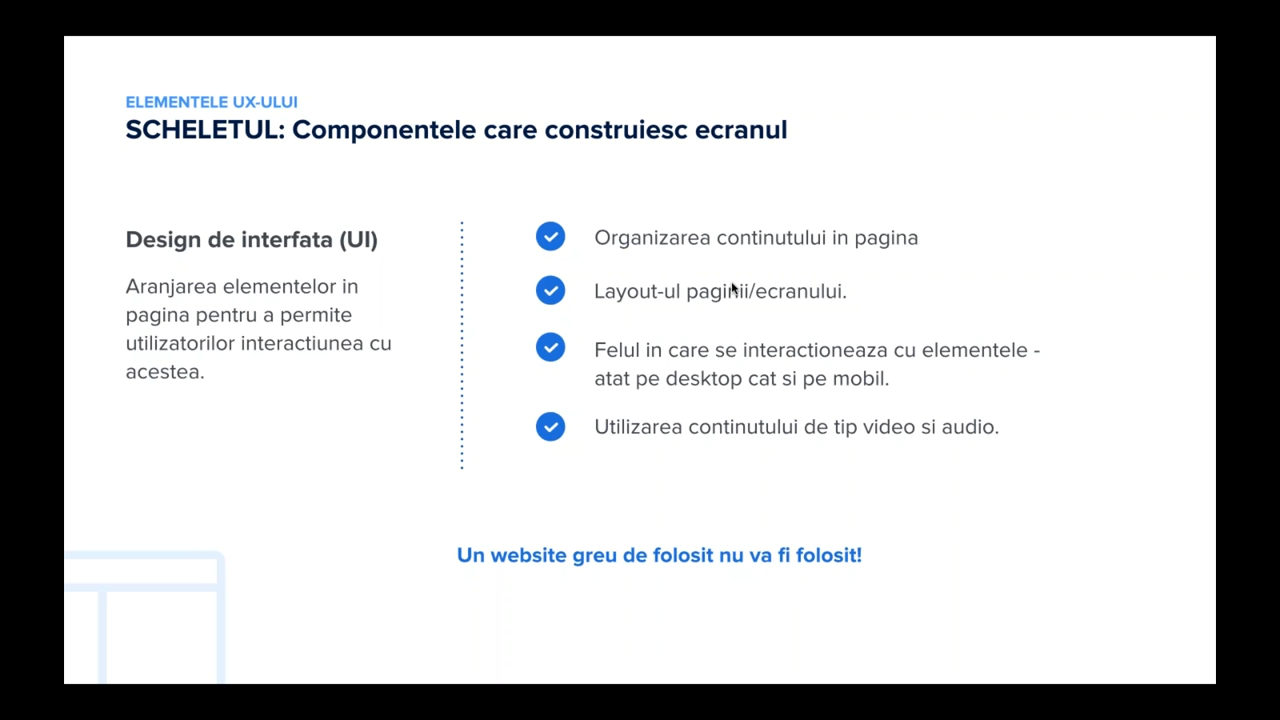 ELEMENTELE UX-ULUI
SCHELETUL: Componentele care construiesc ecranul
Design de interfata (UI)
Aranjarea elementelor in
pagina pentru a permite
utilizatorilor interactiunea cu
acestea.
Organizarea continutului in pagina
Layout-ul paginii/ecranului.
Felul in care se interactioneaza cu elementele -
atat pe desktop cat si pe mobil.
Utilizarea continutului de tip video si audio.
Un website greu de folosit nu va fi folosit!